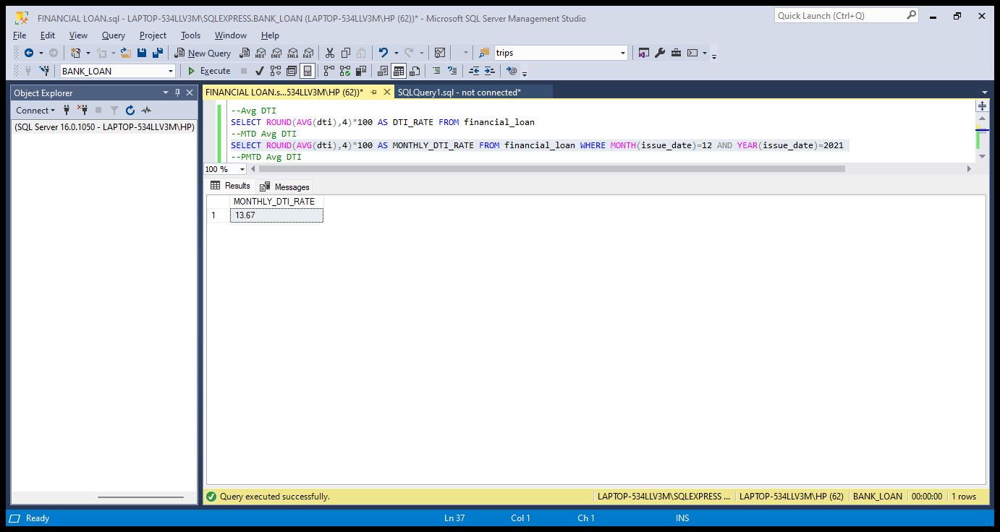 FINANCIAL LOAN.sql - LAPTOP-534LLV3M\SQLEXPRESS.BANK_LOAN (LAPTOP-534LLV3M\HP (62))* - Microsoft SQL Server Management Studio
Quick Launch (Ctrl+Q)
File Edit View Query Project Tools Window Help
New Query MDX DMX XMLA DAX trips
BANK_LOAN Execute
Object Explorer
FINANCIAL LOAN.s...534LLV3M\HP (62))* SQLQuery1.sql - not connected*
Connect
(SQL Server 16.0.1050 - LAPTOP-534LLV3M\HP)
--Avg DTI
SELECT ROUND(AVG(dti),4)*100 AS DTI_RATE FROM financial_loan
--MTD Avg DTI
SELECT ROUND(AVG(dti),4)*100 AS MONTHLY_DTI_RATE FROM financial_loan WHERE MONTH(issue_date)=12 AND YEAR(issue_date)=2021
--PMTD Avg DTI
100 %
Results Messages
MONTHLY_DTI_RATE
1 13.67
Query executed successfully. LAPTOP-534LLV3M\SQLEXPRESS ... LAPTOP-534LLV3M\HP (62) BANK_LOAN 00:00:00 1 rows
Ready Ln 37 Col 1 Ch 1 INS